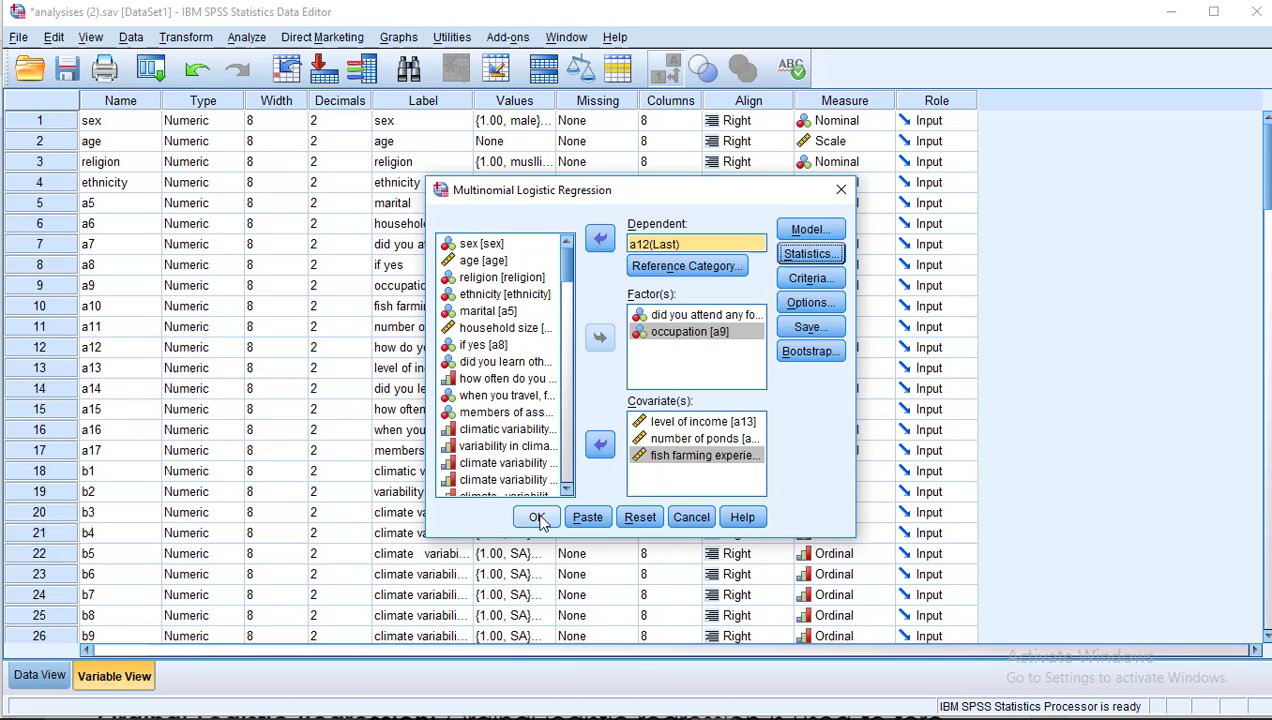 *analysises (2).sav [DataSet1] - IBM SPSS Statistics Data Editor
File Edit View Data Transform Analyze Direct Marketing Graphs Utilities Add-ons Window Help
Name Type Width Decimals Label Values Missing Columns Align Measure Role
1 sex Numeric 8 2 sex {1.00, male}... None 8 Right Nominal Input
2 age Numeric 8 2 age None None 8 Right Scale Input
3 religion Numeric 8 2 religion {1.00, muslli... None 8 Right Nominal Input
4 ethnicity Numeric 8 2 ethnicity
5 a5 Numeric 8 2 marital Input
6 a6 Numeric 8 2 household Input
7 a7 Numeric 8 2 did you at Input
8 a8 Numeric 8 2 if yes Input
9 a9 Numeric 8 2 occupatio Input
10 a10 Numeric 8 2 fish farmi Input
11 a11 Numeric 8 2 number o Input
12 a12 Numeric 8 2 how do y Input
13 a13 Numeric 8 2 level of in Input
14 a14 Numeric 8 2 did you le Input
15 a15 Numeric 8 2 how often Input
16 a16 Numeric 8 2 when you Input
17 a17 Numeric 8 2 members Input
18 b1 Numeric 8 2 climatic v Input
19 b2 Numeric 8 2 variability Input
20 b3 Numeric 8 2 climate va Input
21 b4 Numeric 8 2 climate va Input
22 b5 Numeric 8 2 climate variabi... {1.00, SA}... None 8 Right Ordinal Input
23 b6 Numeric 8 2 climate variabili... {1.00, SA}... None 8 Right Ordinal Input
24 b7 Numeric 8 2 climate variabili... {1.00, SA}... None 8 Right Ordinal Input
25 b8 Numeric 8 2 climate variabili... {1.00, SA}... None 8 Right Ordinal Input
26 b9 Numeric 8 2 climate variabili... {1.00, SA}... None 8 Right Ordinal Input
Multinomial Logistic Regression
sex [sex]
age [age]
religion [religion]
ethnicity [ethnicity]
marital [a5]
household size [...
if yes [a8]
did you learn oth...
how often do you ...
when you travel, f...
members of ass...
climatic variability...
variability in clima...
climate variability ...
climate variability ...
Dependent:
a12(Last)
Reference Category...
Factor(s):
did you attend any fo...
occupation [a9]
Covariate(s):
level of income [a13]
number of ponds [a...
fish farming experie...
Model...
Statistics...
Criteria...
Options...
Save...
Bootstrap...
OK Paste Reset Cancel Help
Activate Windows
Go to Settings to activate Windows.
Data View Variable View
IBM SPSS Statistics Processor is ready